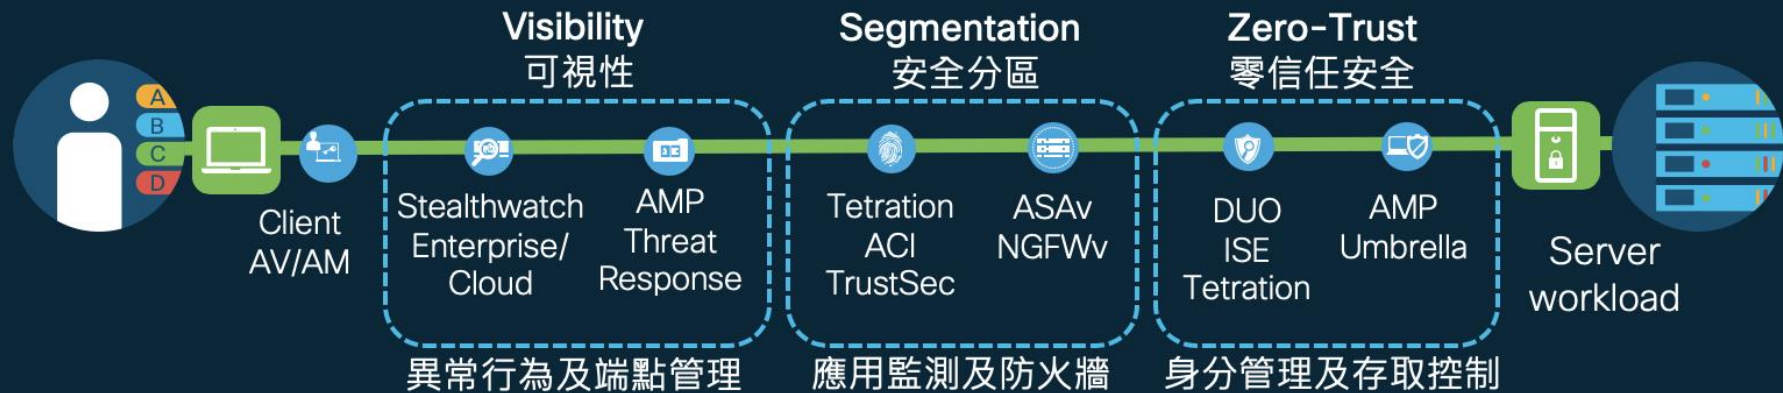 Visibility
可視性
Segmentation
安全分區
Zero-Trust
零信任安全
A
B
C
D
Client
AV/AM
Stealthwatch
Enterprise/
Cloud
AMP
Threat
Response
Tetration
ACI
TrustSec
ASAv
NGFWv
DUO
ISE
Tetration
AMP
Umbrella
Server
workload
異常行為及端點管理
應用監測及防火牆
身分管理及存取控制